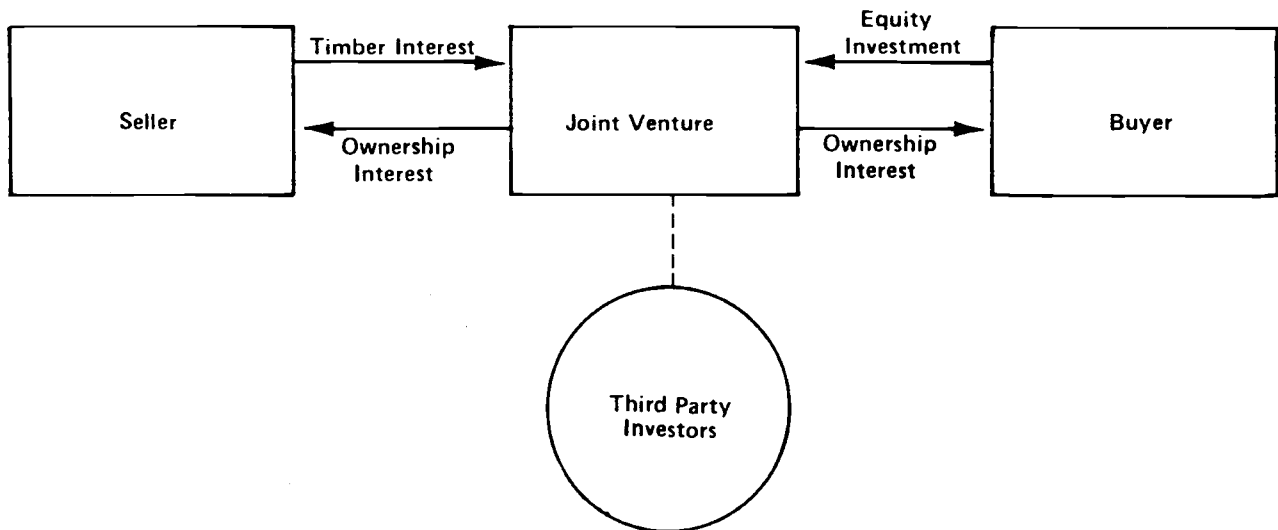 Seller
Timber Interest
Ownership
Interest
Joint Venture
Equity
Investment
Ownership
Interest
Buyer
Third Party
Investors